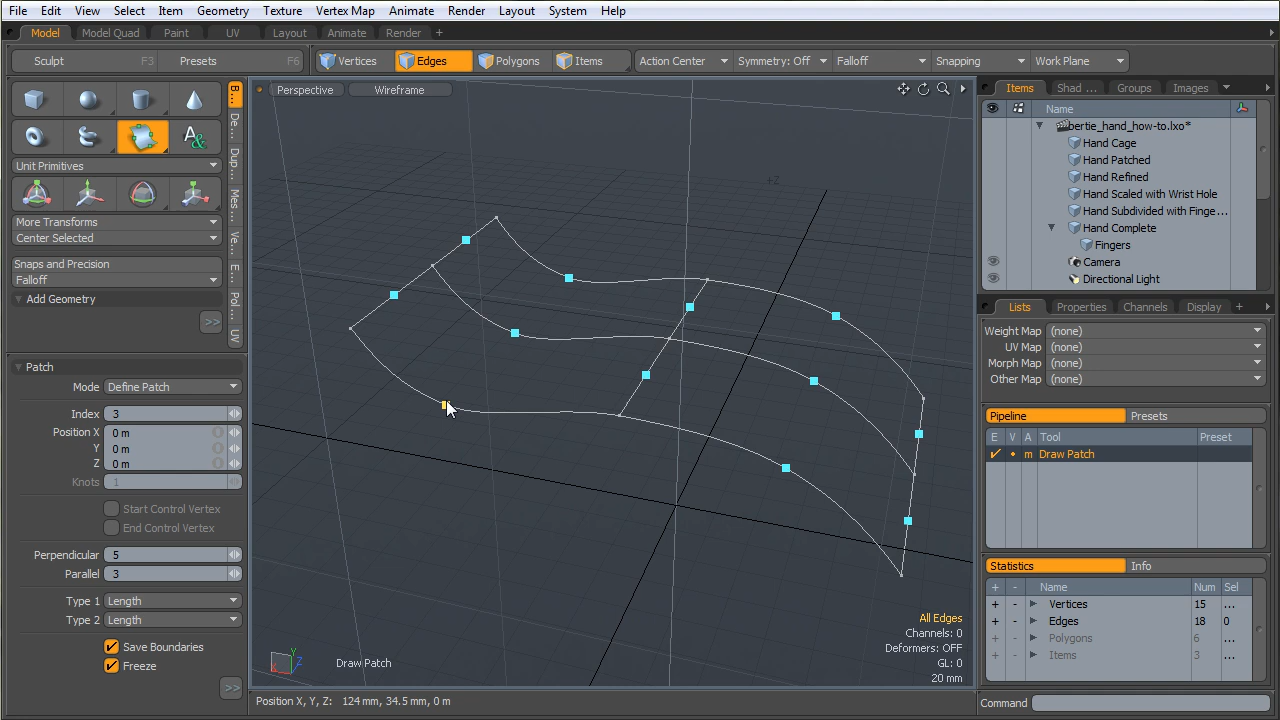 File Edit View Select Item Geometry Texture Vertex Map Animate Render Layout System Help
Model Model Quad Paint UV Layout Animate Render +
Sculpt F3 Presets F6 Vertices Edges Polygons Items Action Center Symmetry: Off Falloff Snapping Work Plane
B...
De...
Dup...
Mes...
Ve...
E...
Pol...
UV
Unit Primitives
More Transforms
Center Selected
Snaps and Precision
Falloff
Add Geometry
>>
Patch
Mode Define Patch
Index 3
Position X 0 m
Y 0 m
Z 0 m
Knots 1
Start Control Vertex
End Control Vertex
Perpendicular 5
Parallel 3
Type 1 Length
Type 2 Length
Save Boundaries
Freeze
>>
Perspective Wireframe
+Z
All Edges
Channels: 0
Deformers: OFF
GL: 0
20 mm
X Y Z
Draw Patch
Position X, Y, Z: 124 mm, 34.5 mm, 0 m
Items Shad ... Groups Images
Name
bertie_hand_how-to.lxo*
Hand Cage
Hand Patched
Hand Refined
Hand Scaled with Wrist Hole
Hand Subdivided with Finge...
Hand Complete
Fingers
Camera
Directional Light
Lists Properties Channels Display +
Weight Map (none)
UV Map (none)
Morph Map (none)
Other Map (none)
Pipeline Presets
E V A Tool Preset
m Draw Patch
Statistics Info
+ - Name Num Sel
+ - Vertices 15 ...
+ - Edges 18 0
+ - Polygons 6 ...
+ - Items 3 ...
Command